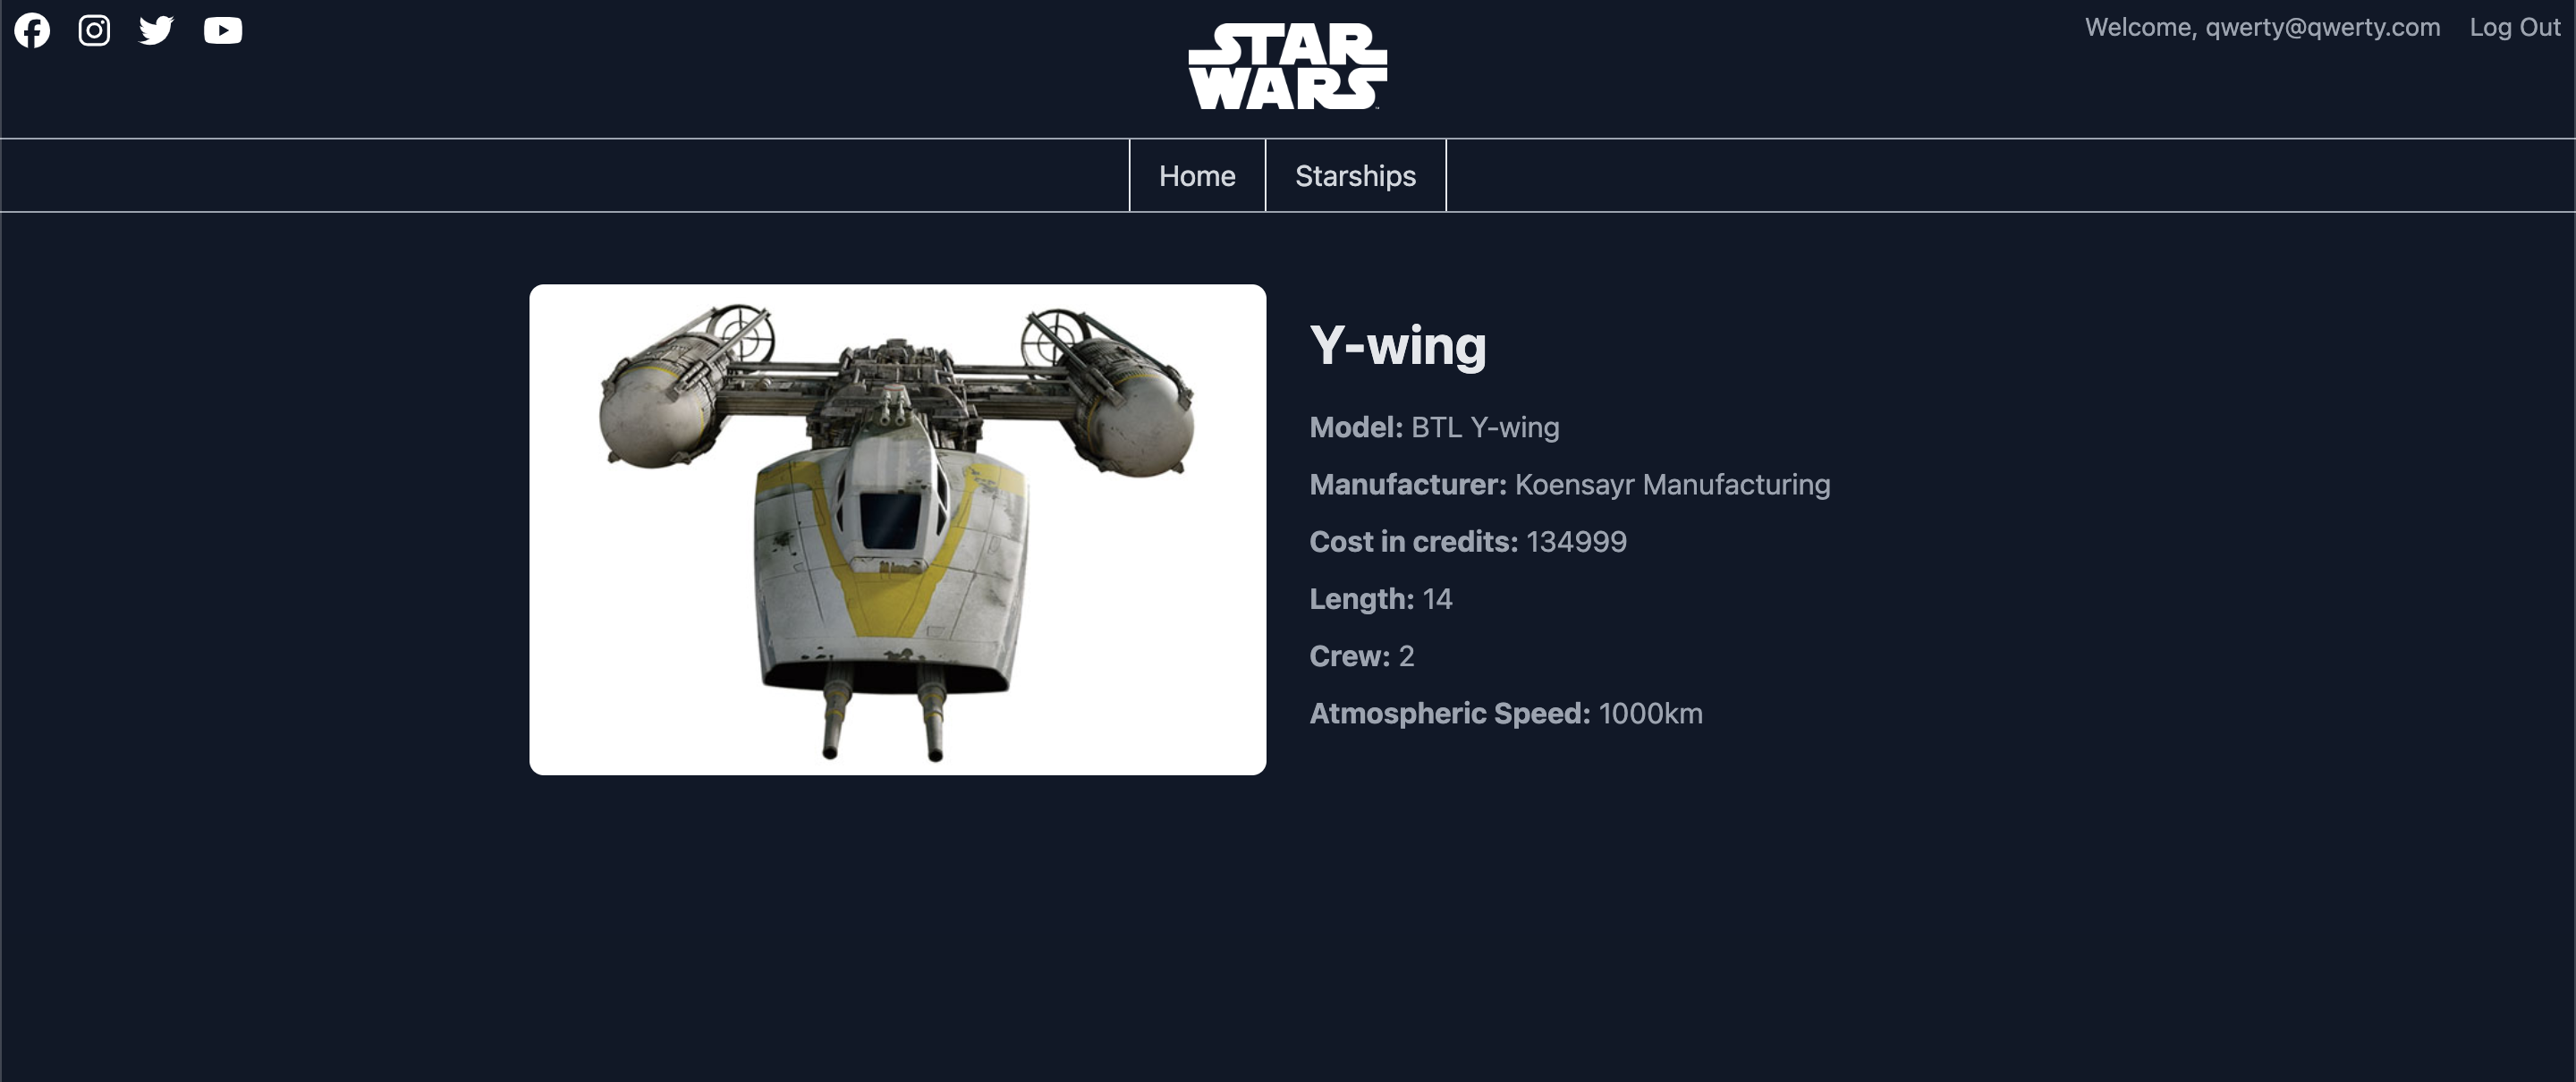 Welcome, qwerty@qwerty.com Log Out
STAR
WARS
Home Starships
Y-wing
Model: BTL Y-wing
Manufacturer: Koensayr Manufacturing
Cost in credits: 134999
Length: 14
Crew: 2
Atmospheric Speed: 1000km